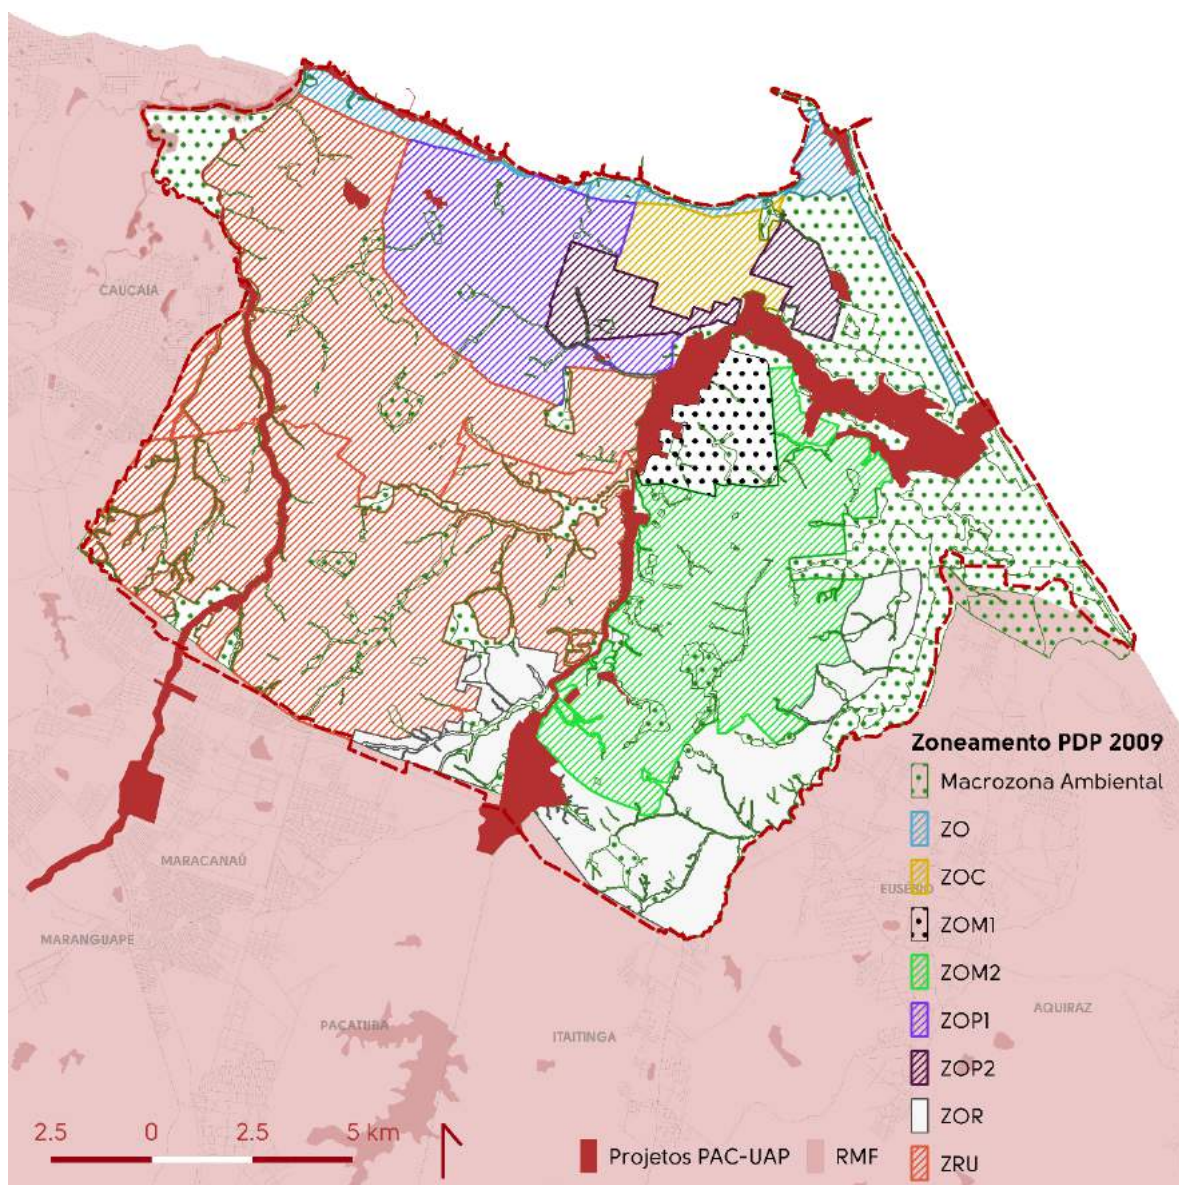 CAUCAIA
Zoneamento PDP 2009
Macrozona Ambiental
ZO
MARACANAÚ
ZOC
EUSÉBIO
ZOM1
MARANGUAPE
ZOM2
AQUIRAZ
PACATUBA
ITAITINGA
ZOP1
ZOP2
ZOR
2.5 0 2.5 5 km
Projetos PAC-UAP RMF ZRU